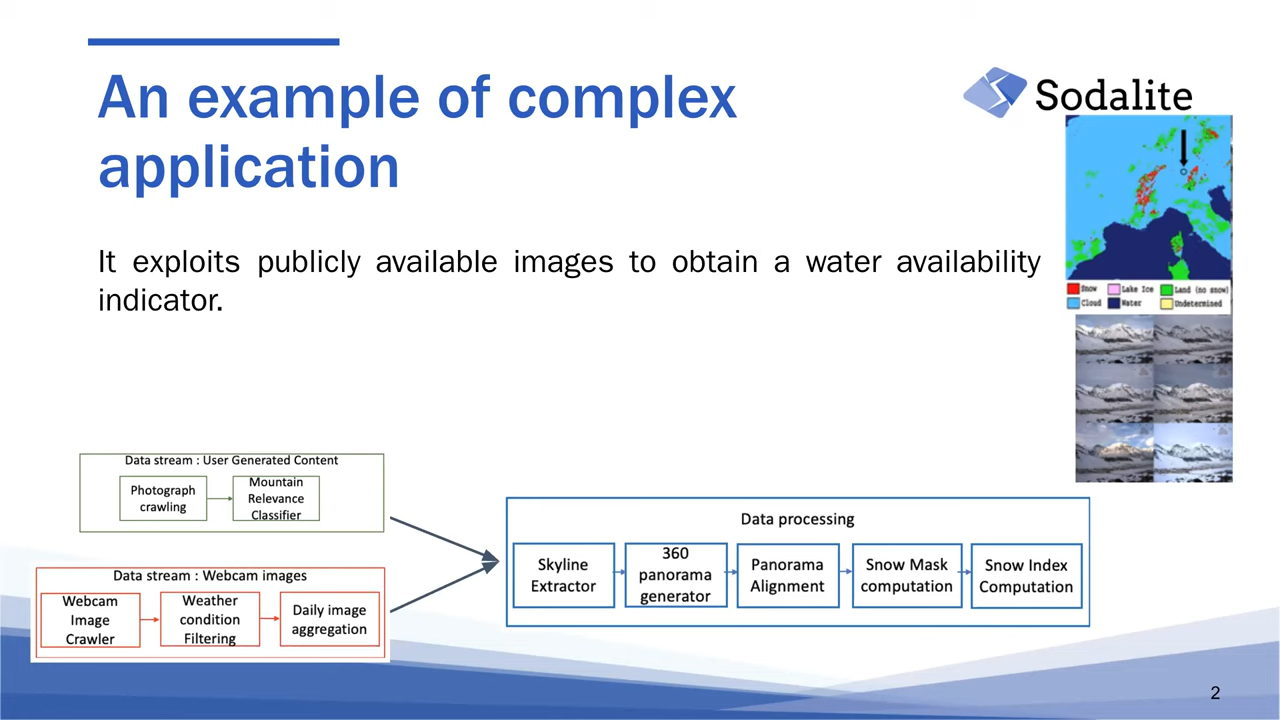 An example of complex
application
Sodalite
It exploits publicly available images to obtain a water availability
indicator.
Snow
Lake Ice
Land (no snow)
Cloud
Water
Undetermined
Data stream : User Generated Content
Photograph
crawling
Mountain
Relevance
Classifier
Data stream : Webcam images
Webcam
Image
Crawler
Weather
condition
Filtering
Daily image
aggregation
Data processing
Skyline
Extractor
360
panorama
generator
Panorama
Alignment
Snow Mask
computation
Snow Index
Computation
2